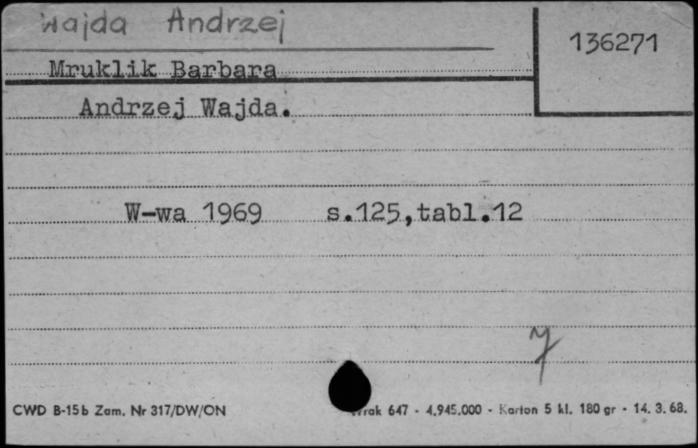 Wajda Andrzej
136271
Mruklik Barbara
Andrzej Wajda.
W-wa 1969 s.125,tabl.12
7
CWD B-15b Zam. Nr 317/DW/ON 647 - 4.945.000 - Karton 5 kl. 180 gr - 14. 3. 68.